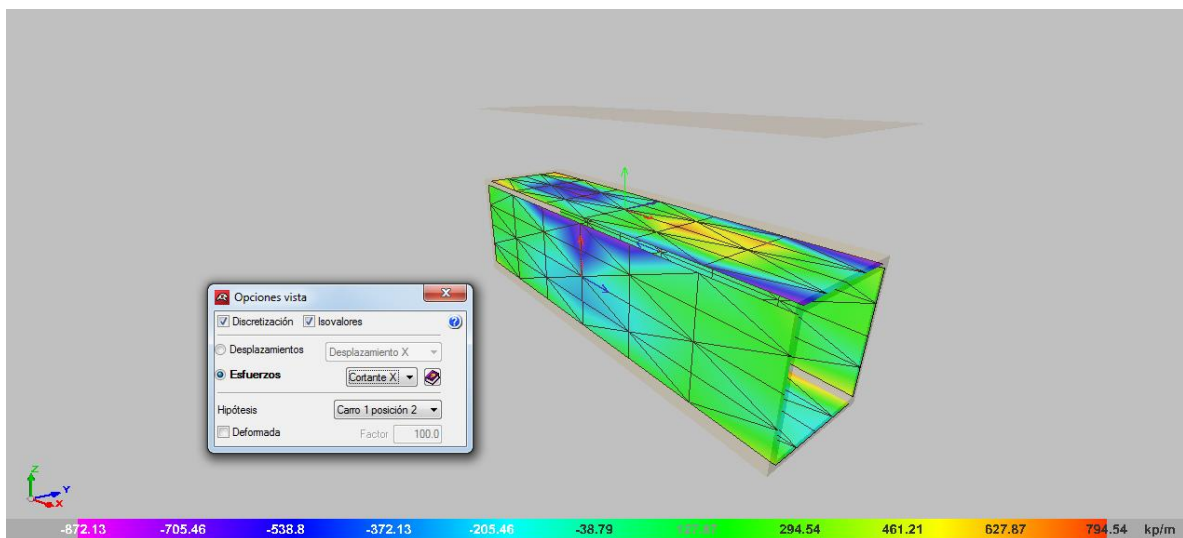 Opciones vista
Discretización Isovalores
Desplazamientos Desplazamiento X
Esfuerzos Cortante X
Hipótesis Carro 1 posición 2
Deformada Factor 100.0
Z
Y
X
-872.13 -705.46 -538.8 -372.13 -205.46 -38.79 294.54 461.21 627.87 794.54 kp/m